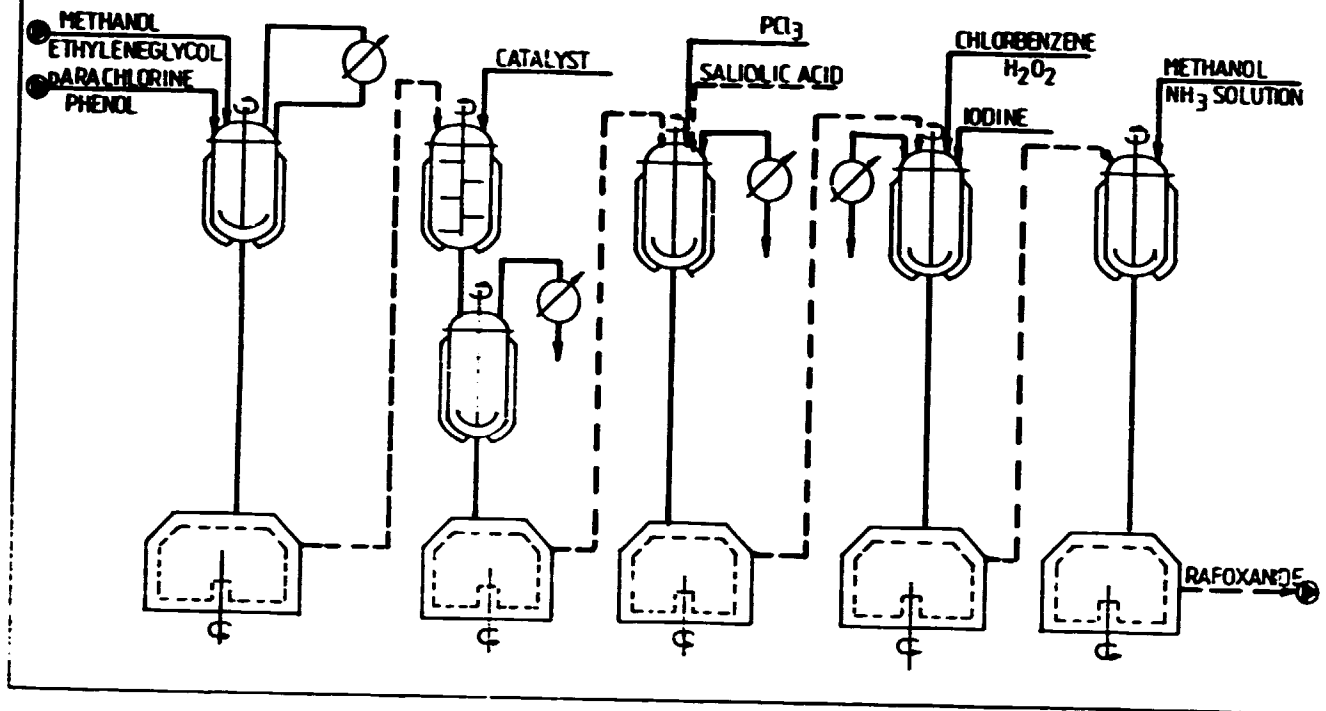 METHANOL
ETHYLENEGLYCOL
PARACHLORINE
PHENOL
CATALYST
PCl3
SALIOLIC ACID
CHLORBENZENE
H2O2
IODINE
METHANOL
NH3 SOLUTION
RAFOXANIDE